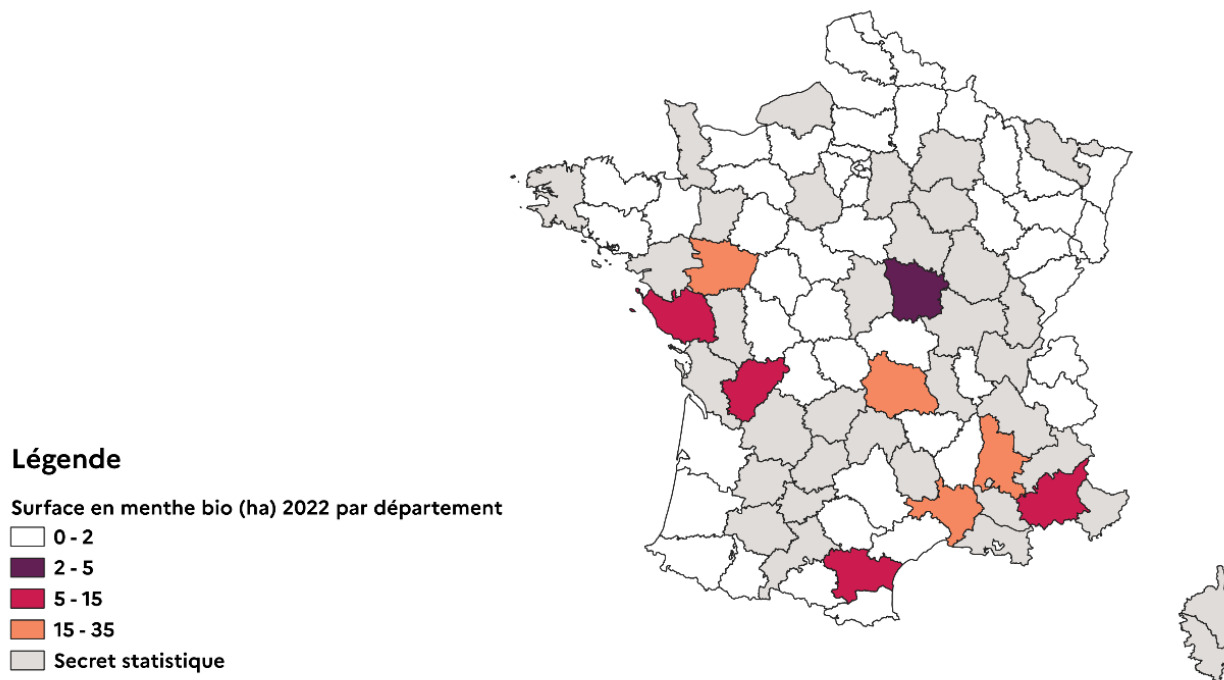 Légende
Surface en menthe bio (ha) 2022 par département
0 - 2
2 - 5
5 - 15
15 - 35
Secret statistique